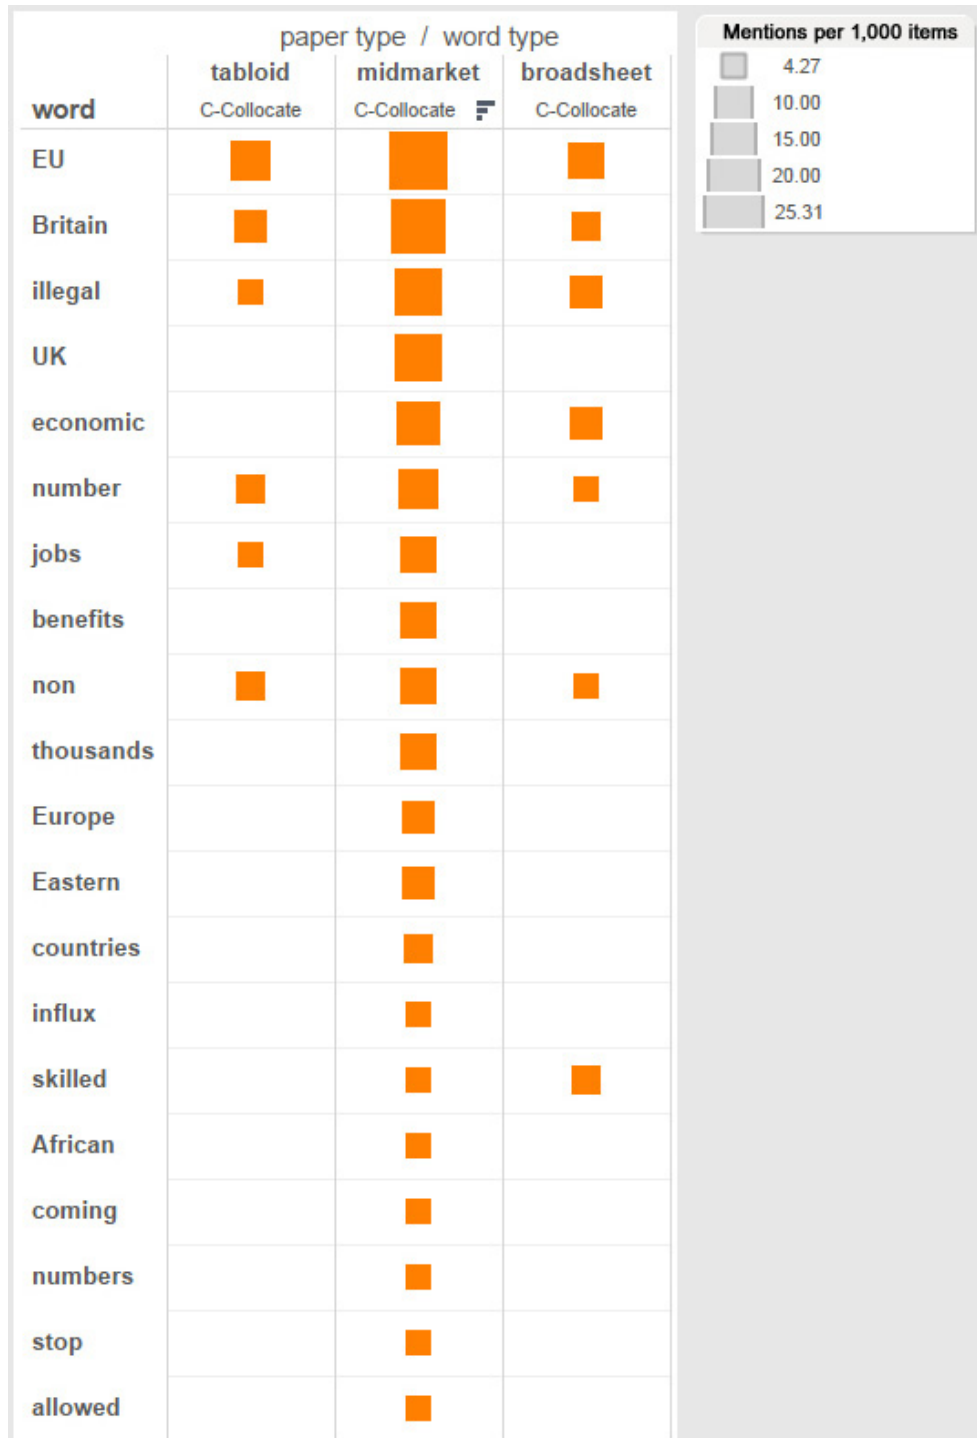 paper type / word type
tabloid midmarket broadsheet
word C-Collocate C-Collocate C-Collocate
EU
Britain
illegal
UK
economic
number
jobs
benefits
non
thousands
Europe
Eastern
countries
influx
skilled
African
coming
numbers
stop
allowed
Mentions per 1,000 items
4.27
10.00
15.00
20.00
25.31